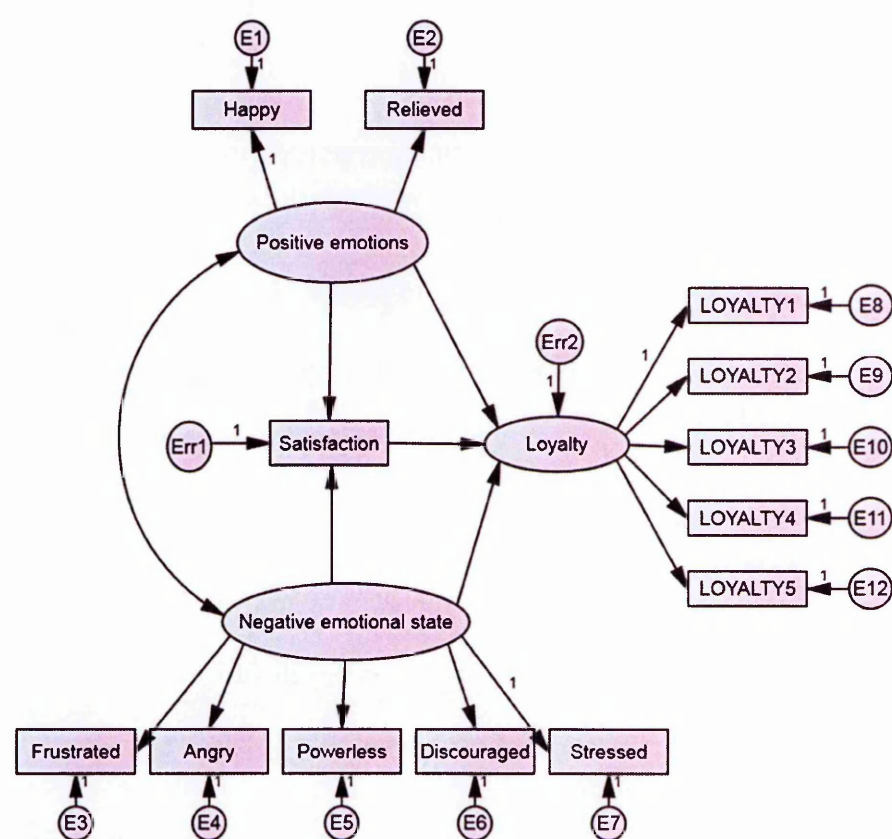 E1
E2
1
1
Happy
Relieved
1
Positive emotions
LOYALTY1
1
E8
Err2
1
1
LOYALTY2
1
E9
Err1
1
Satisfaction
Loyalty
LOYALTY3
1
E10
LOYALTY4
1
E11
LOYALTY5
1
E12
Negative emotional state
1
Frustrated
Angry
Powerless
Discouraged
Stressed
1
1
1
1
1
E3
E4
E5
E6
E7